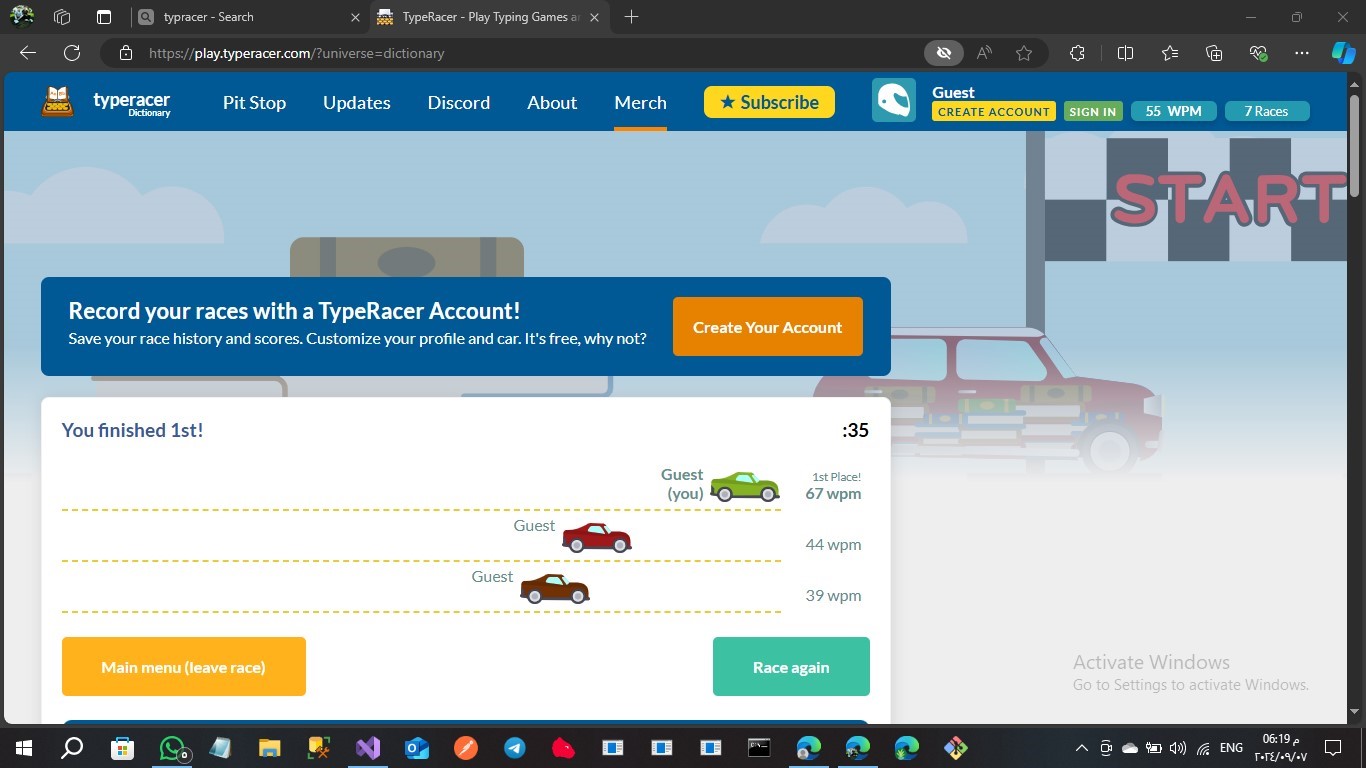 typracer - Search
TypeRacer - Play Typing Games ar
https://play.typeracer.com/?universe=dictionary
typeracer
Dictionary
Pit Stop
Updates
Discord
About
Merch
★ Subscribe
Guest
CREATE ACCOUNT
SIGN IN
55 WPM
7 Races
START
Record your races with a TypeRacer Account!
Save your race history and scores. Customize your profile and car. It's free, why not?
Create Your Account
You finished 1st!
:35
Guest
(you)
1st Place!
67 wpm
Guest
44 wpm
Guest
39 wpm
Main menu (leave race)
Race again
Activate Windows
Go to Settings to activate Windows.
ENG
06:19 م
٢٠٢٤/٠٩/٠٧